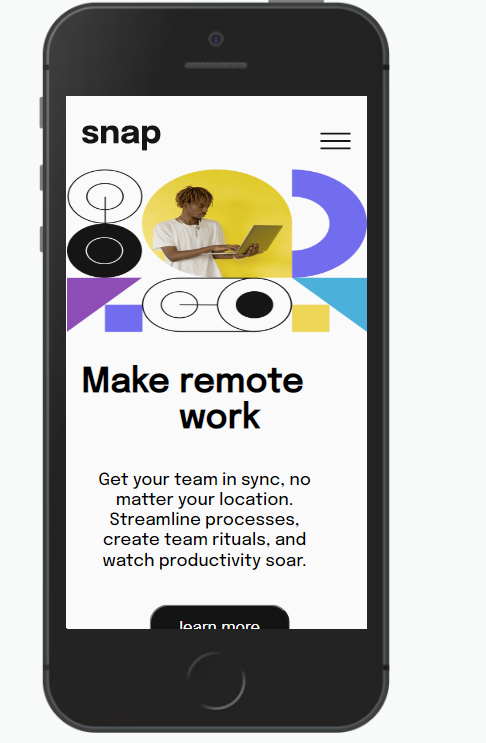 snap
Make remote
work
Get your team in sync, no
matter your location.
Streamline processes,
create team rituals, and
watch productivity soar.
learn more